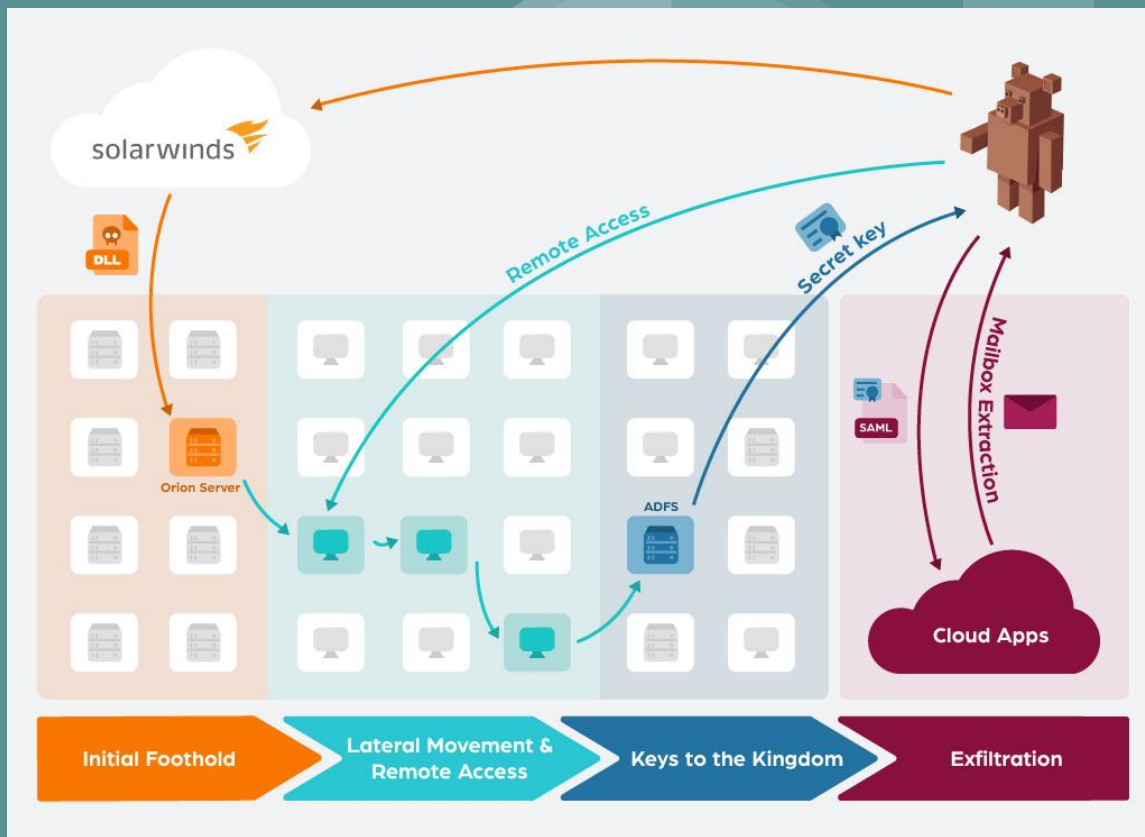 solarwinds
DLL
Remote Access
Secret key
Mailbox Extraction
SAML
Orion Server
ADFS
Cloud Apps
Initial Foothold
Lateral Movement &
Remote Access
Keys to the Kingdom
Exfiltration